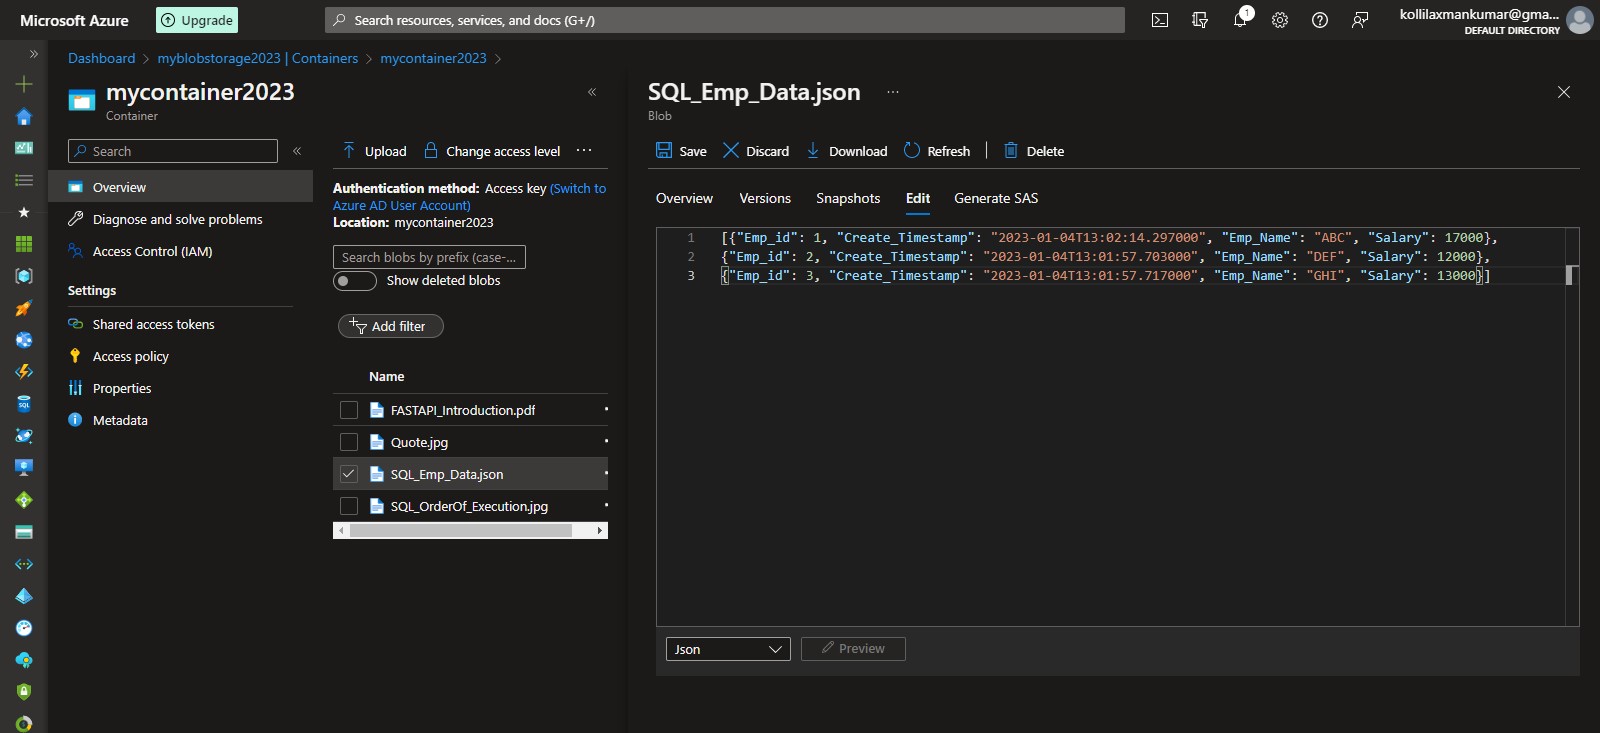 Microsoft Azure
Upgrade
Search resources, services, and docs (G+/)
1
kollilaxmankumar@gma...
DEFAULT DIRECTORY
Dashboard > myblobstorage2023 | Containers > mycontainer2023 >
mycontainer2023
Container
Search
Overview
Diagnose and solve problems
Access Control (IAM)
Settings
Shared access tokens
Access policy
Properties
Metadata
Upload Change access level ...
Authentication method: Access key (Switch to
Azure AD User Account)
Location: mycontainer2023
Search blobs by prefix (case-...
Show deleted blobs
Add filter
Name
FASTAPI_Introduction.pdf
Quote.jpg
SQL_Emp_Data.json
SQL_OrderOf_Execution.jpg
SQL_Emp_Data.json ...
Blob
Save Discard Download Refresh | Delete
Overview Versions Snapshots Edit Generate SAS
1 [{"Emp_id": 1, "Create_Timestamp": "2023-01-04T13:02:14.297000", "Emp_Name": "ABC", "Salary": 17000},
2 {"Emp_id": 2, "Create_Timestamp": "2023-01-04T13:01:57.703000", "Emp_Name": "DEF", "Salary": 12000},
3 {"Emp_id": 3, "Create_Timestamp": "2023-01-04T13:01:57.717000", "Emp_Name": "GHI", "Salary": 13000}]
Json
Preview
SQL